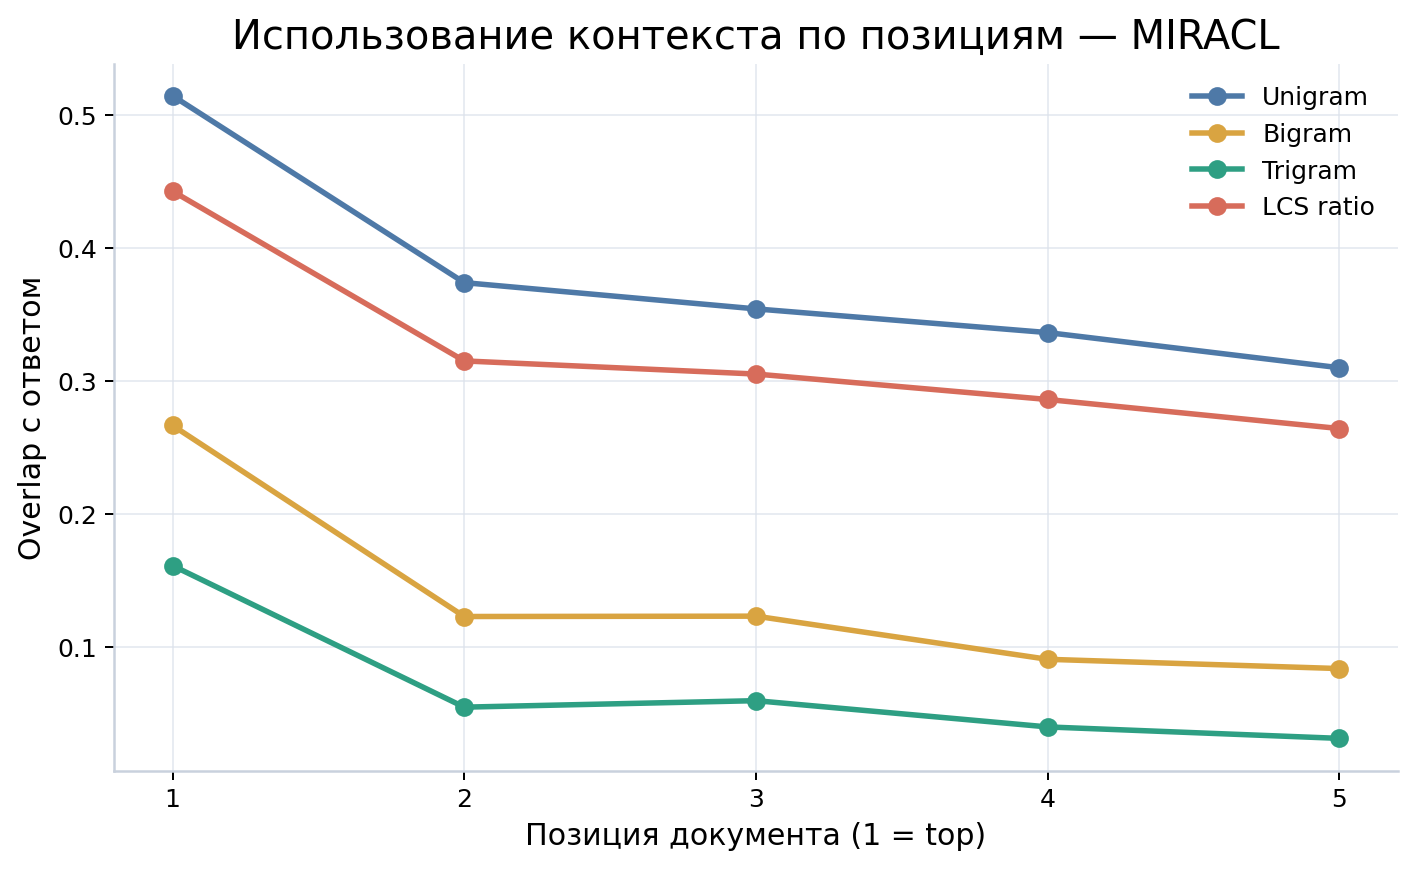 Использование контекста по позициям — MIRACL
Unigram
Bigram
Trigram
LCS ratio
Overlap с ответом
0.5
0.4
0.3
0.2
0.1
1 2 3 4 5
Позиция документа (1 = top)